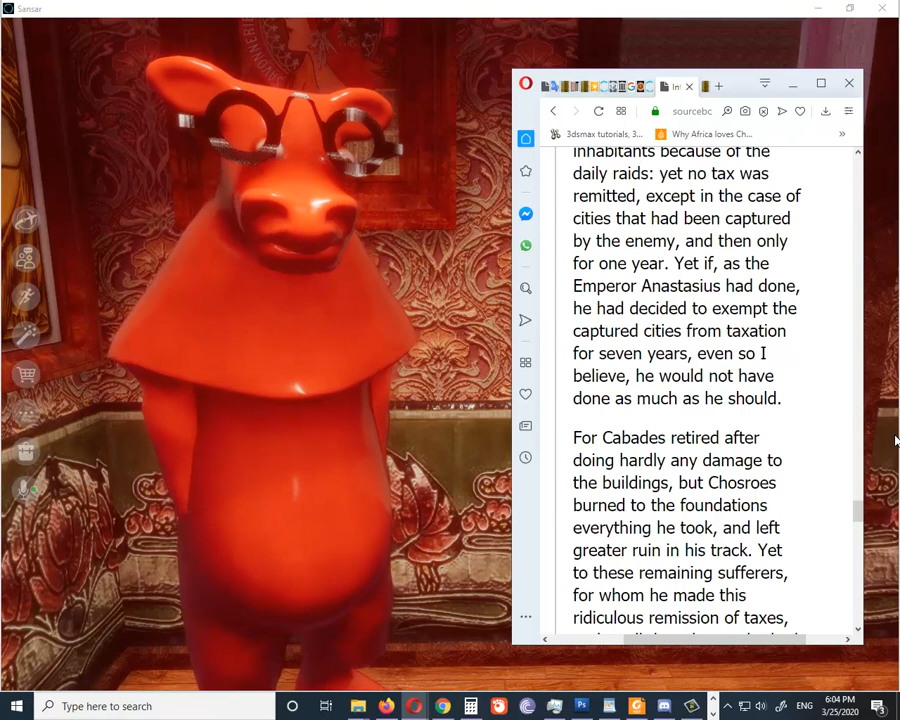 Sansar
Int
sourcebc
3dsmax tutorials, 3...
Why Africa loves Ch...
»
inhabitants because of the
daily raids: yet no tax was
remitted, except in the case of
cities that had been captured
by the enemy, and then only
for one year. Yet if, as the
Emperor Anastasius had done,
he had decided to exempt the
captured cities from taxation
for seven years, even so I
believe, he would not have
done as much as he should.
For Cabades retired after
doing hardly any damage to
the buildings, but Chosroes
burned to the foundations
everything he took, and left
greater ruin in his track. Yet
to these remaining sufferers,
for whom he made this
ridiculous remission of taxes,
Type here to search
ENG
6:04 PM
3/25/2020
3